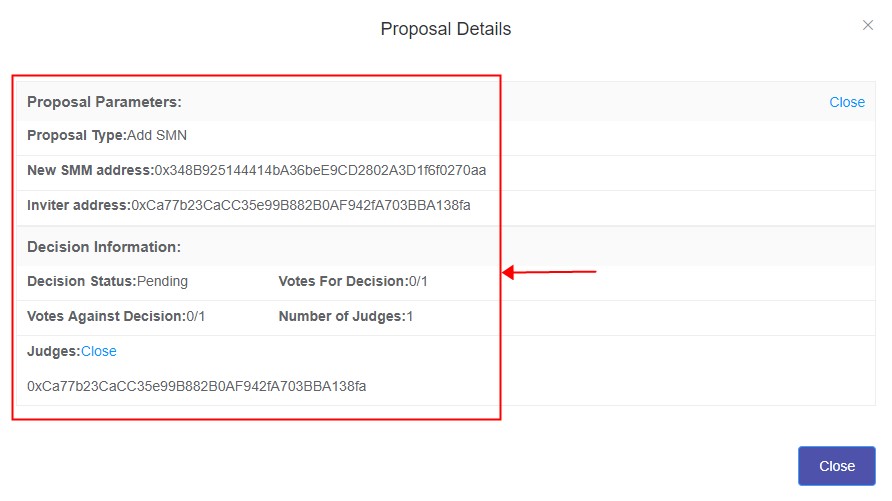 Proposal Details
Proposal Parameters: Close
Proposal Type:Add SMN
New SMM address:0x348B925144414bA36beE9CD2802A3D1f6f0270aa
Inviter address:0xCa77b23CaCC35e99B882B0AF942fA703BBA138fa
Decision Information:
Decision Status:Pending Votes For Decision:0/1
Votes Against Decision:0/1 Number of Judges:1
Judges:Close
0xCa77b23CaCC35e99B882B0AF942fA703BBA138fa
Close